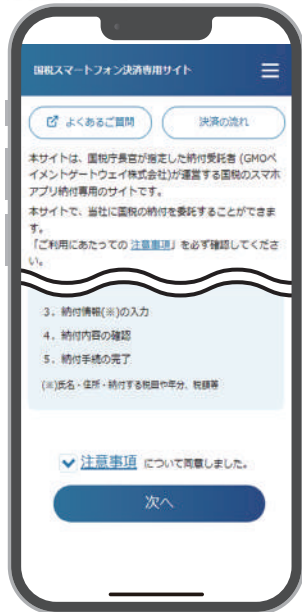 国税スマートフォン決済専用サイト
よくあるご質問
決済の流れ
本サイトは、国税庁長官が指定した納付受託者（GMOペ
イメントゲートウェイ株式会社)が運営する国税のスマホ
アプリ納付専用のサイトです。
本サイトで、当社に国税の納付を委託することができま
す。
「ご利用にあたっての 注意事項」を必ず確認してくださ
い。
3．納付情報(※)の入力
4．納付内容の確認
5．納付手続の完了
(※)氏名・住所・納付する税目や年分、税額等
注意事項 について同意しました。
次へ